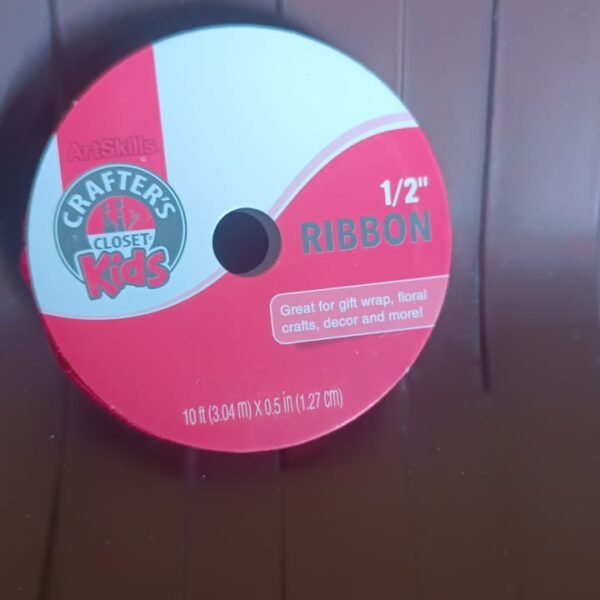 ArtSkills
CRAFTER'S
CLOSET
Kids
1/2"
RIBBON
Great for gift wrap, floral
crafts, decor and more!
10 ft (3.04 m) X 0.5 in (1.27 cm)